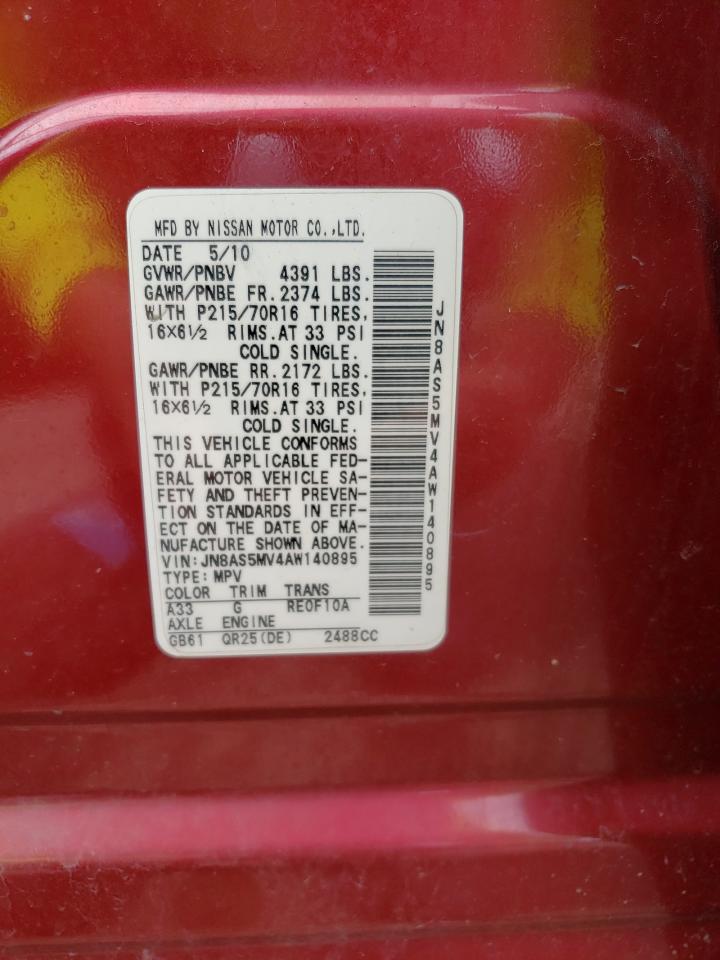 MFD BY NISSAN MOTOR CO.,LTD.
DATE 5/10
GVWR/PNBV 4391 LBS.
GAWR/PNBE FR.2374 LBS.
WITH P215/70R16 TIRES,
16X6½ RIMS.AT 33 PSI
COLD SINGLE.
GAWR/PNBE RR.2172 LBS.
WITH P215/70R16 TIRES,
16X6½ RIMS.AT 33 PSI
COLD SINGLE.
THIS VEHICLE CONFORMS
TO ALL APPLICABLE FED-
ERAL MOTOR VEHICLE SA-
FETY AND THEFT PREVEN-
TION STANDARDS IN EFF-
ECT ON THE DATE OF MA-
NUFACTURE SHOWN ABOVE.
VIN:JN8AS5MV4AW140895
TYPE:MPV
COLOR TRIM TRANS
A33 G RE0F10A
AXLE ENGINE
GB61 QR25(DE) 2488CC
JN8AS5MV4AW140895